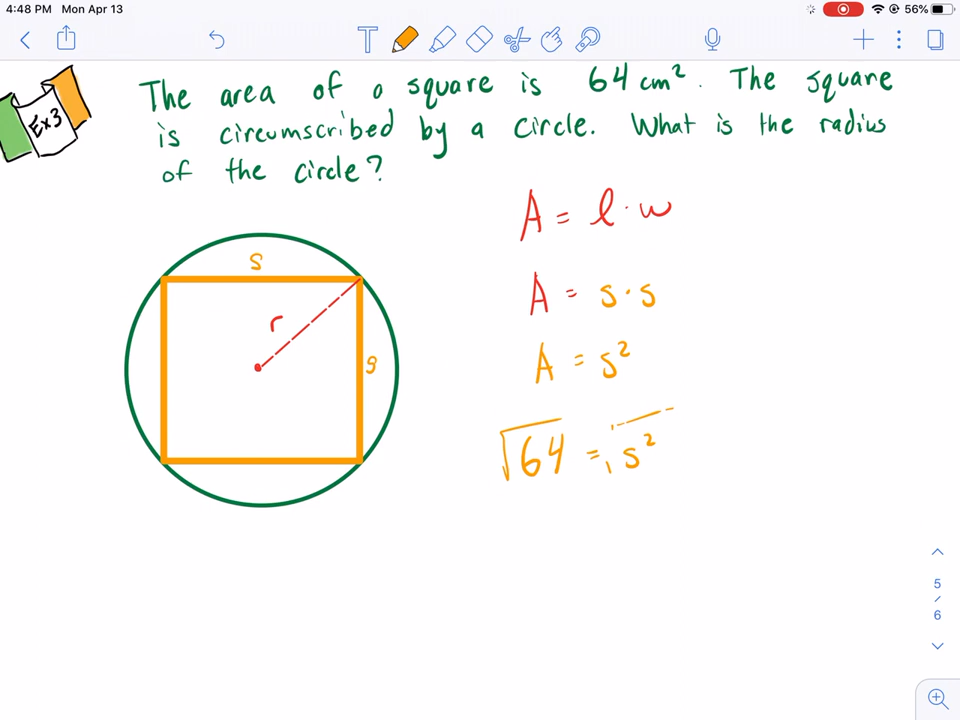 4:48 PM Mon Apr 13
56%
Ex3
The area of a square is 64 cm². The square
is circumscribed by a circle. What is the radius
of the circle?
A = l · w
s
A = s · s
r
s
A = s²
√64 = s²
5
/
6